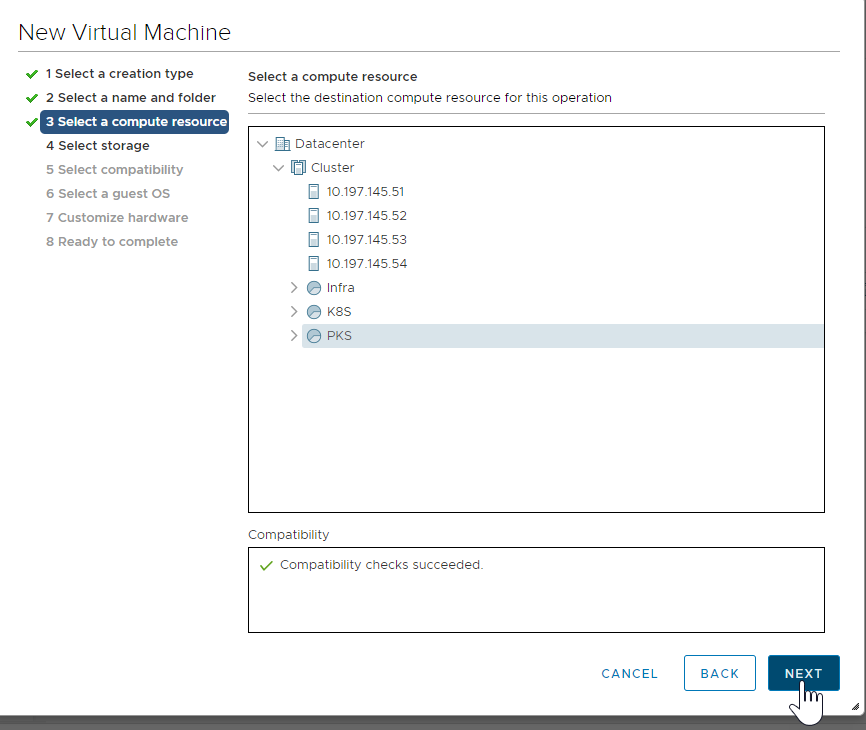 New Virtual Machine
1 Select a creation type
2 Select a name and folder
3 Select a compute resource
4 Select storage
5 Select compatibility
6 Select a guest OS
7 Customize hardware
8 Ready to complete
Select a compute resource
Select the destination compute resource for this operation
Datacenter
Cluster
10.197.145.51
10.197.145.52
10.197.145.53
10.197.145.54
Infra
K8S
PKS
Compatibility
Compatibility checks succeeded.
CANCEL
BACK
NEXT